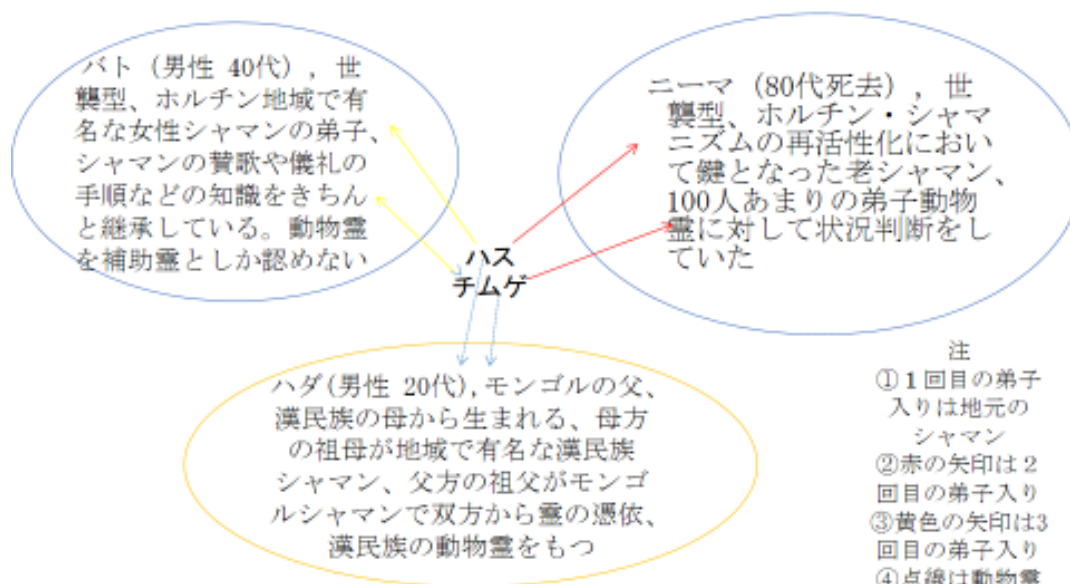 バト（男性 40代），世
襲型、ホルチン地域で有
名な女性シャマンの弟子、
シャマンの賛歌や儀礼の
手順などの知識をきちん
と継承している。動物霊
を補助霊としか認めない
ニーマ（80代死去），世
襲型、ホルチン・シャマ
ニズムの再活性化におい
て鍵となった老シャマン、
100人あまりの弟子動物
霊に対して状況判断をし
ていた
ハス
チムゲ
ハダ(男性 20代),モンゴルの父、
漢民族の母から生まれる、母方
の祖母が地域で有名な漢民族
シャマン、父方の祖父がモンゴ
ルシャマンで双方から霊の憑依、
漢民族の動物霊をもつ
注
①１回目の弟子
入りは地元の
シャマン
②赤の矢印は２
回目の弟子入り
③黄色の矢印は3
回目の弟子入り
④点線は動物霊